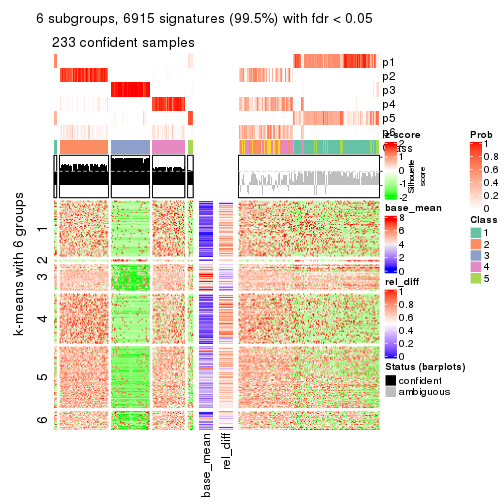 6 subgroups, 6915 signatures (99.5%) with fdr < 0.05
233 confident samples
p1
p2
p3
p4
p5
p6
Class
Silhouette
score
k-means with 6 groups
1
2
3
4
5
6
base_mean
rel_diff
z_score
2
1
0
-1
-2
base_mean
8
6
4
2
0
rel_diff
1
0.8
0.6
0.4
0.2
0
Status (barplots)
confident
ambiguous
Prob
1
0.8
0.6
0.4
0.2
0
Class
1
2
3
4
5